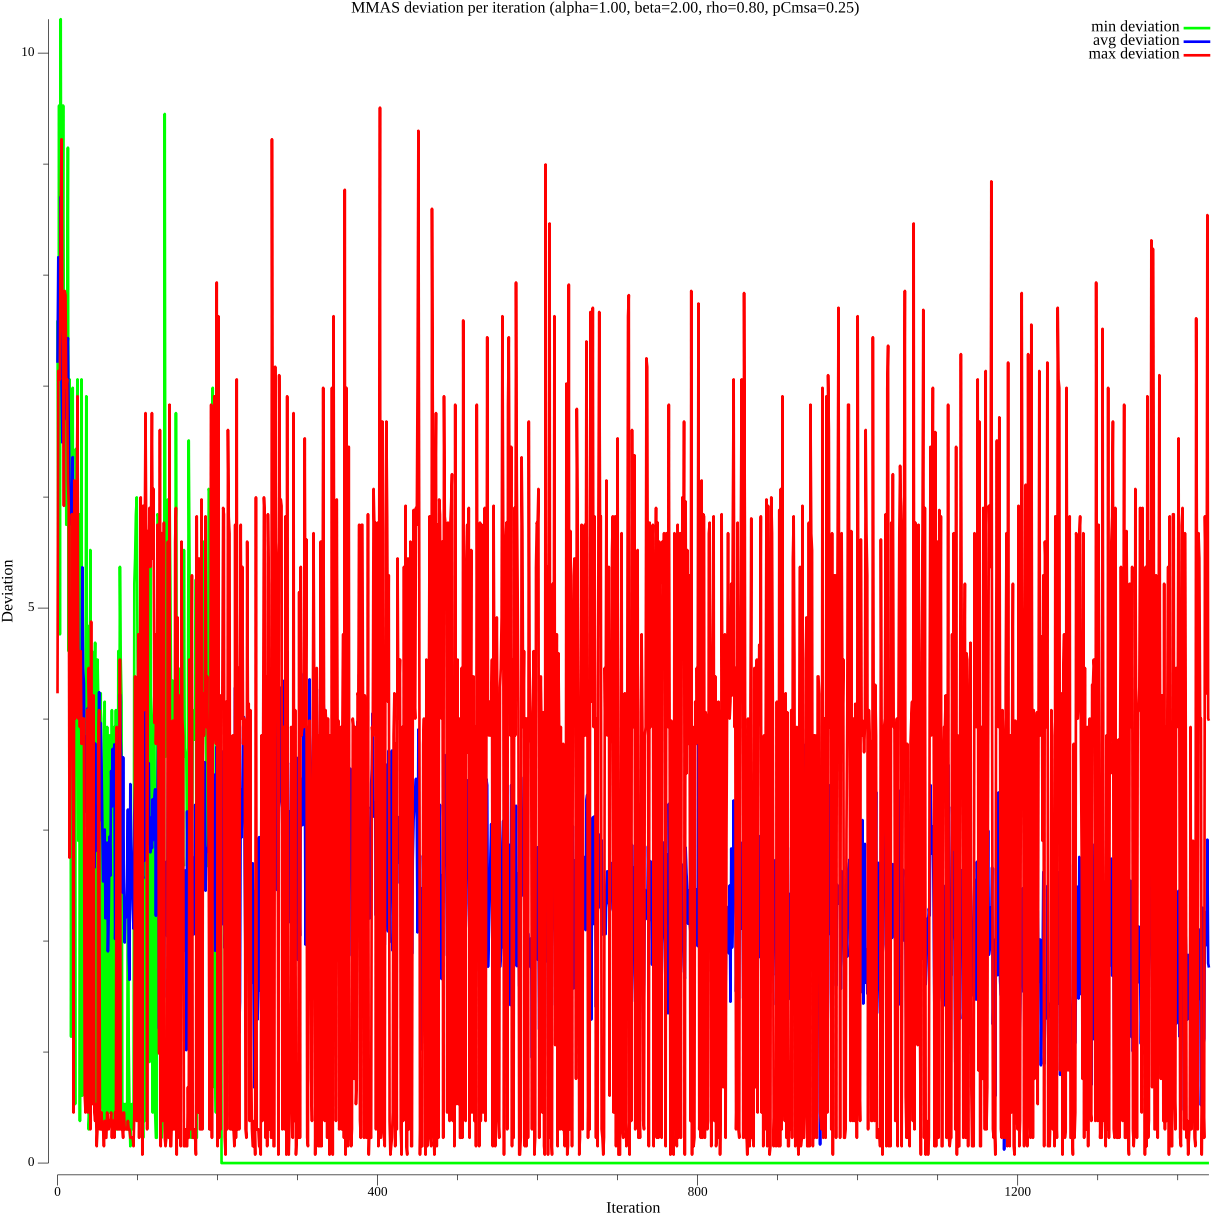 MMAS deviation per iteration (alpha=1.00, beta=2.00, rho=0.80, pCmsa=0.25)
min deviation
avg deviation
max deviation
10
5
0
Deviation
0 400 800 1200
Iteration